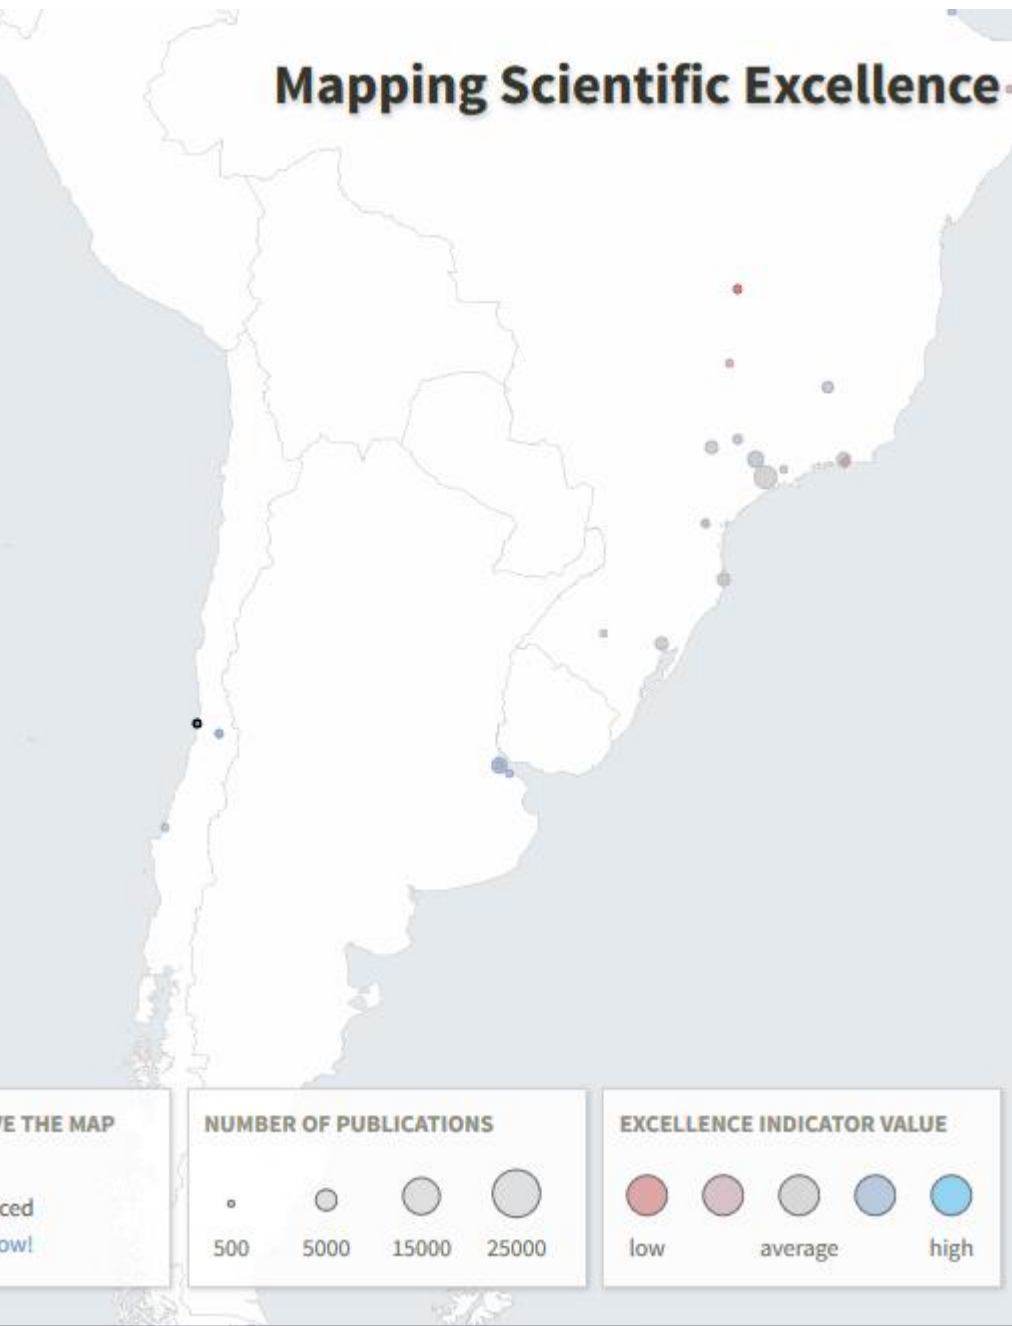 Mapping Scientific Excellence
VE THE MAP
ced
ow!
NUMBER OF PUBLICATIONS
500 5000 15000 25000
EXCELLENCE INDICATOR VALUE
low average high